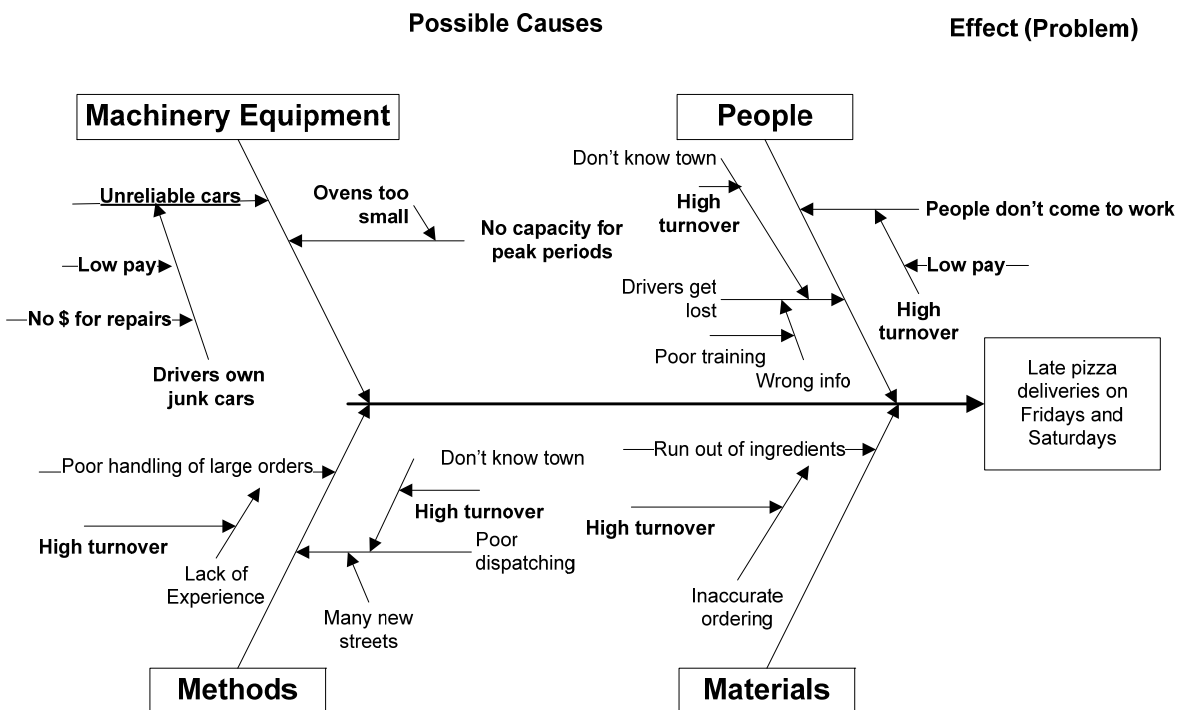 Possible Causes
Effect (Problem)
Machinery Equipment
People
Unreliable cars
Ovens too
small
No capacity for
peak periods
Low pay
No $ for repairs
Drivers own
junk cars
Don't know town
High
turnover
People don't come to work
Low pay
High
turnover
Drivers get
lost
Poor training
Wrong info
Late pizza
deliveries on
Fridays and
Saturdays
Poor handling of large orders
High turnover
Lack of
Experience
Don't know town
High turnover
Poor
dispatching
Many new
streets
Run out of ingredients
High turnover
Inaccurate
ordering
Methods
Materials